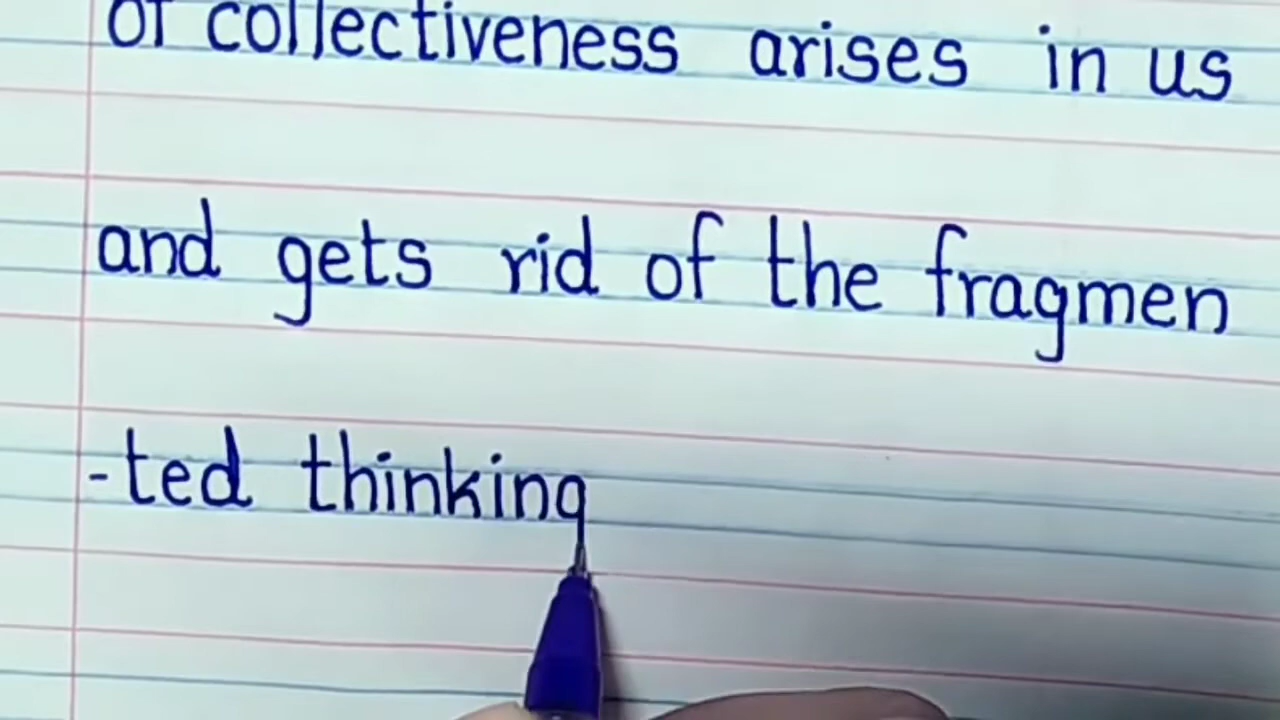 of collectiveness arises in us
and gets rid of the fragmen
-ted thinking